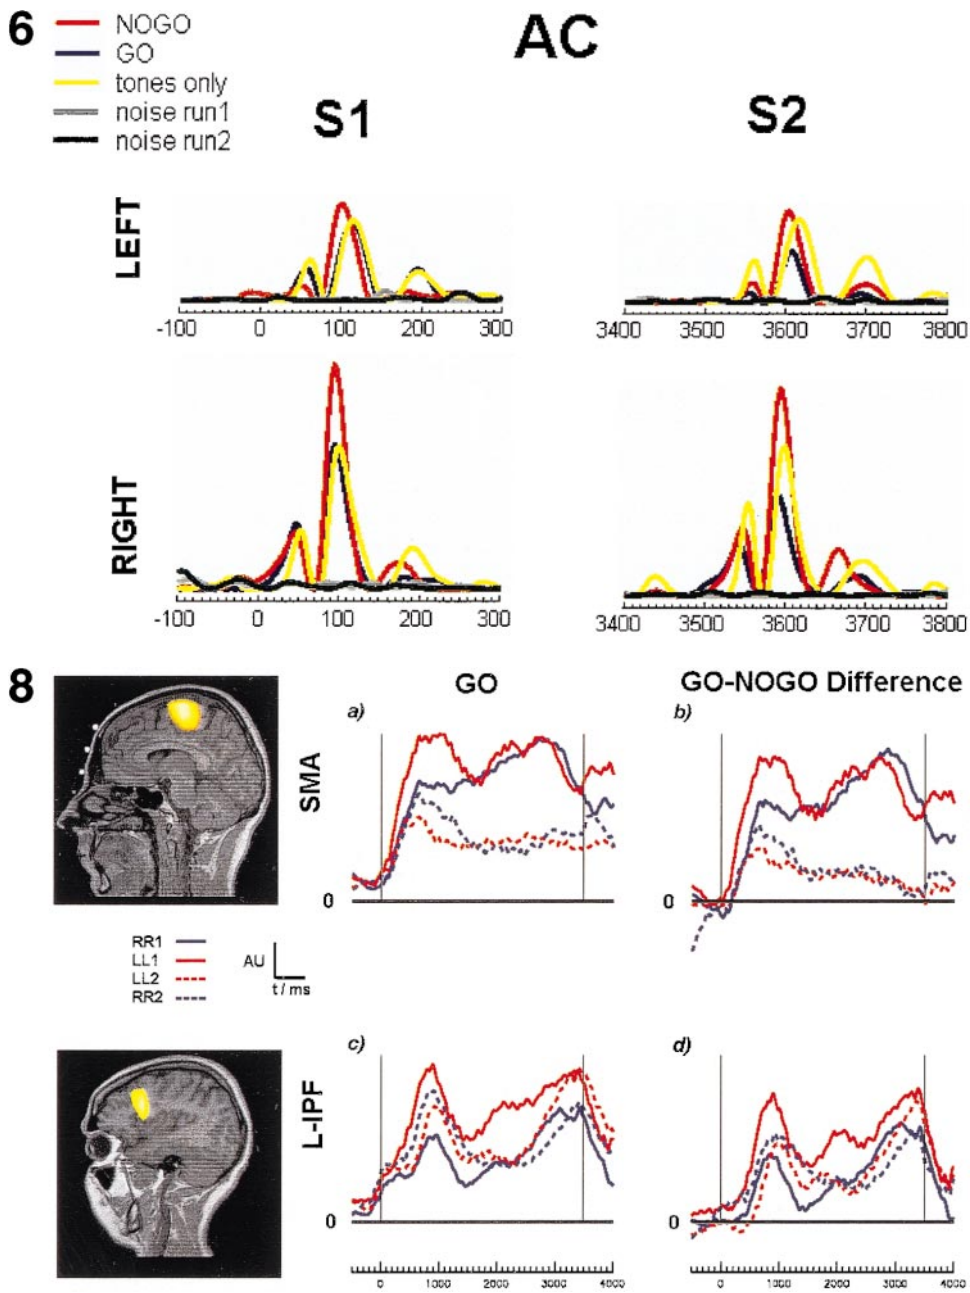 6
NOGO
GO
tones only
noise run1
noise run2
AC
S1
S2
LEFT
-100 0 100 200 300
3400 3500 3600 3700 3800
RIGHT
-100 0 100 200 300
3400 3500 3600 3700 3800
8
GO
GO-NOGO Difference
a)
b)
SMA
0
0
RR1
LL1
LL2
RR2
AU
t / ms
c)
d)
L-IPF
0
0
0 1000 2000 3000 4000
0 1000 2000 3000 4000